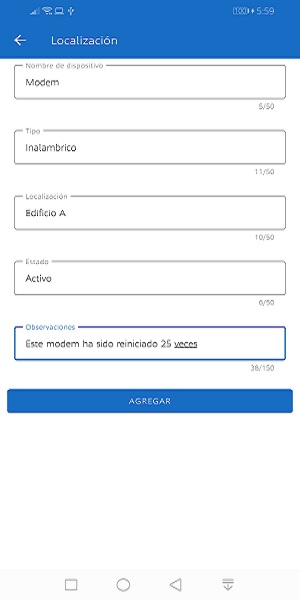 100 5:59
Localización
Nombre de dispositivo
Modem
5/50
Tipo
Inalambrico
11/50
Localización
Edificio A
10/50
Estado
Activo
6/50
Observaciones
Este modem ha sido reiniciado 25 veces
38/150
AGREGAR